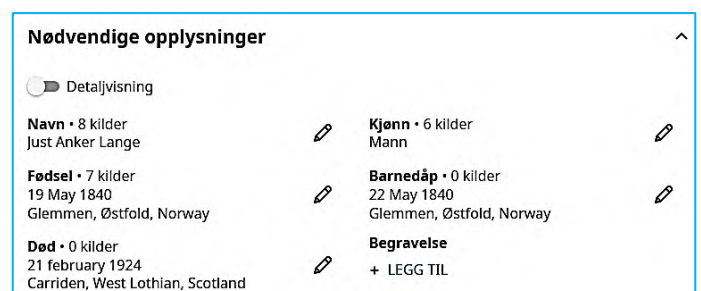 Nødvendige opplysninger
Detaljvisning
Navn • 8 kilder
Just Anker Lange
Kjønn • 6 kilder
Mann
Fødsel • 7 kilder
19 May 1840
Glemmen, Østfold, Norway
Barnedåp • 0 kilder
22 May 1840
Glemmen, Østfold, Norway
Død • 0 kilder
21 february 1924
Carriden, West Lothian, Scotland
Begravelse
+ LEGG TIL